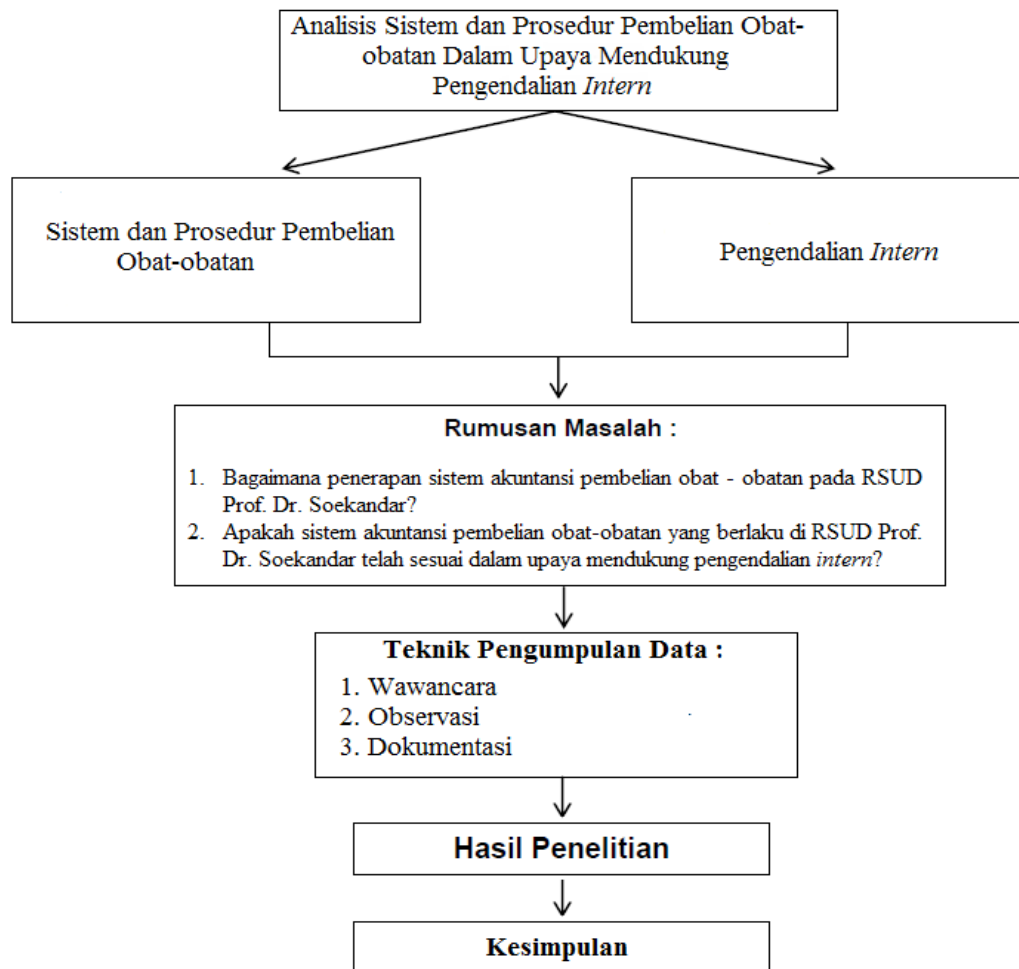 Analisis Sistem dan Prosedur Pembelian Obat-
obatan Dalam Upaya Mendukung
Pengendalian Intern
Sistem dan Prosedur Pembelian
Obat-obatan
Pengendalian Intern
Rumusan Masalah :
1. Bagaimana penerapan sistem akuntansi pembelian obat - obatan pada RSUD
Prof. Dr. Soekandar?
2. Apakah sistem akuntansi pembelian obat-obatan yang berlaku di RSUD Prof.
Dr. Soekandar telah sesuai dalam upaya mendukung pengendalian intern?
Teknik Pengumpulan Data :
1. Wawancara
2. Observasi
3. Dokumentasi
Hasil Penelitian
Kesimpulan